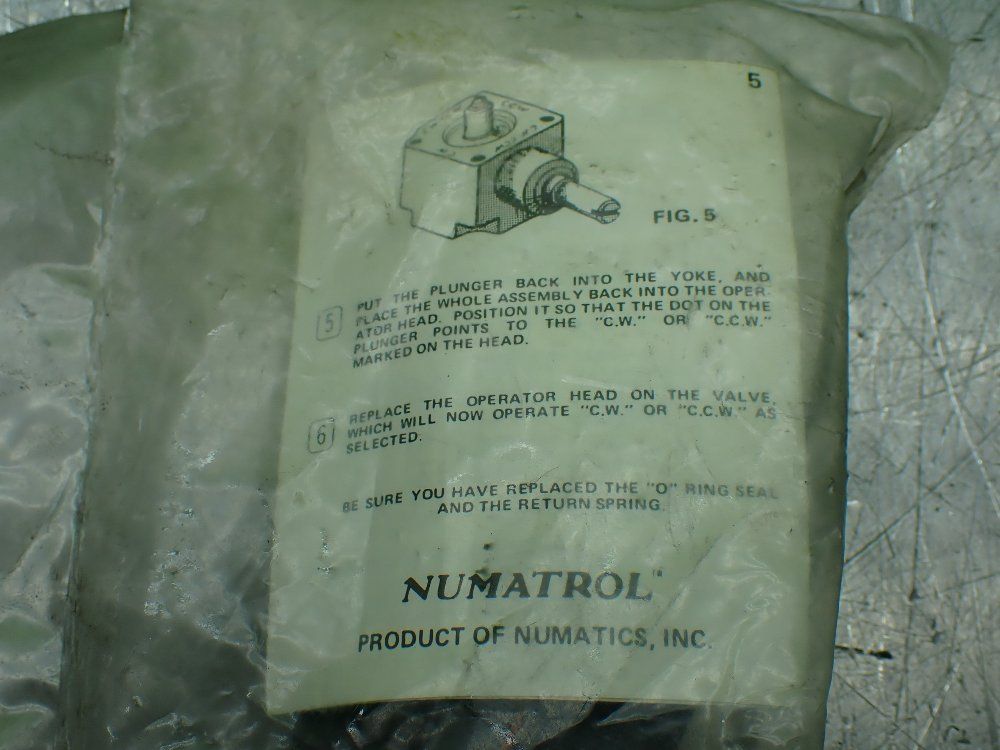 5
FIG. 5
5 PUT THE PLUNGER BACK INTO THE YOKE, AND
PLACE THE WHOLE ASSEMBLY BACK INTO THE OPER-
ATOR HEAD. POSITION IT SO THAT THE DOT ON THE
PLUNGER POINTS TO THE "C.W." OR "C.C.W."
MARKED ON THE HEAD.
6 REPLACE THE OPERATOR HEAD ON THE VALVE,
WHICH WILL NOW OPERATE "C.W." OR "C.C.W." AS
SELECTED.
BE SURE YOU HAVE REPLACED THE "O" RING SEAL
AND THE RETURN SPRING.
NUMATROL™
PRODUCT OF NUMATICS, INC.